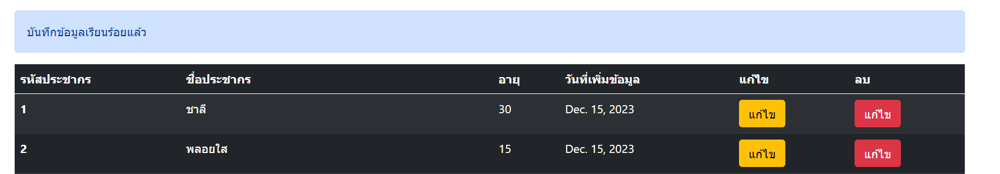 บันทึกข้อมูลเรียนร้อยแล้ว
รหัสประชากร ชื่อประชากร อายุ วันที่เพิ่มข้อมูล แก้ไข ลบ
1 ชาลี 30 Dec. 15, 2023 แก้ไข แก้ไข
2 พลอยใส 15 Dec. 15, 2023 แก้ไข แก้ไข